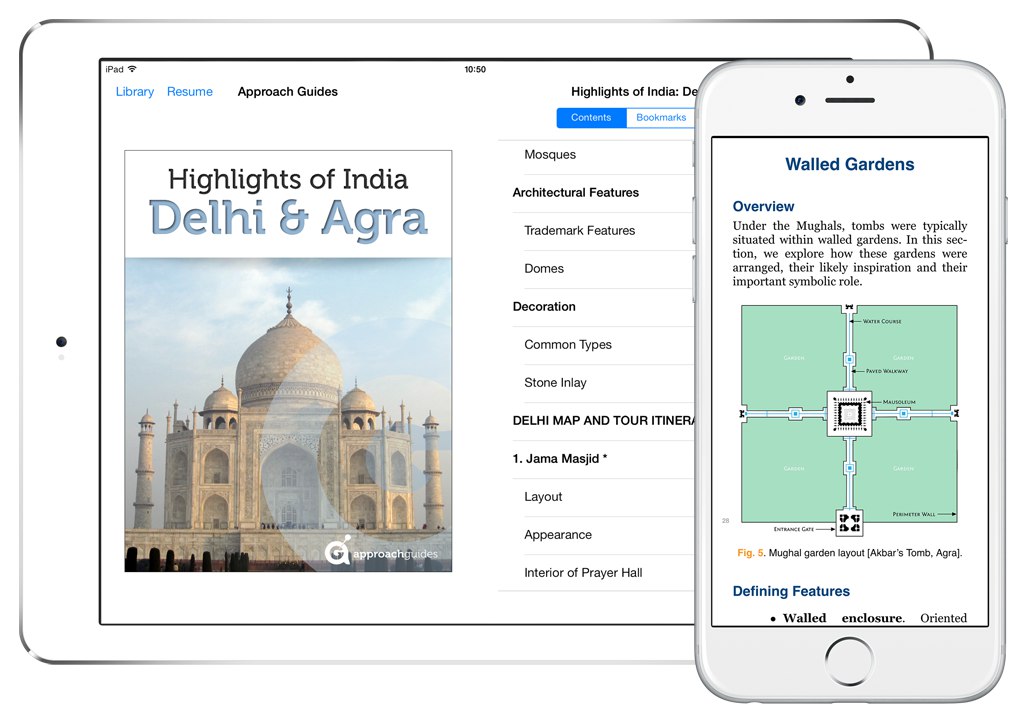 iPad
10:50
Library Resume Approach Guides
Highlights of India
Delhi & Agra
approachguides
Highlights of India: De
Contents Bookmarks
Mosques
Architectural Features
Trademark Features
Domes
Decoration
Common Types
Stone Inlay
DELHI MAP AND TOUR ITINERA
1. Jama Masjid *
Layout
Appearance
Interior of Prayer Hall
Walled Gardens
Overview
Under the Mughals, tombs were typically
situated within walled gardens. In this sec-
tion, we explore how these gardens were
arranged, their likely inspiration and their
important symbolic role.
WATER COURSE
GARDEN GARDEN
PAVED WALKWAY
MAUSOLEUM
GARDEN GARDEN
PERIMETER WALL
28
ENTRANCE GATE
Fig. 5. Mughal garden layout [Akbar's Tomb, Agra].
Defining Features
• Walled enclosure. Oriented